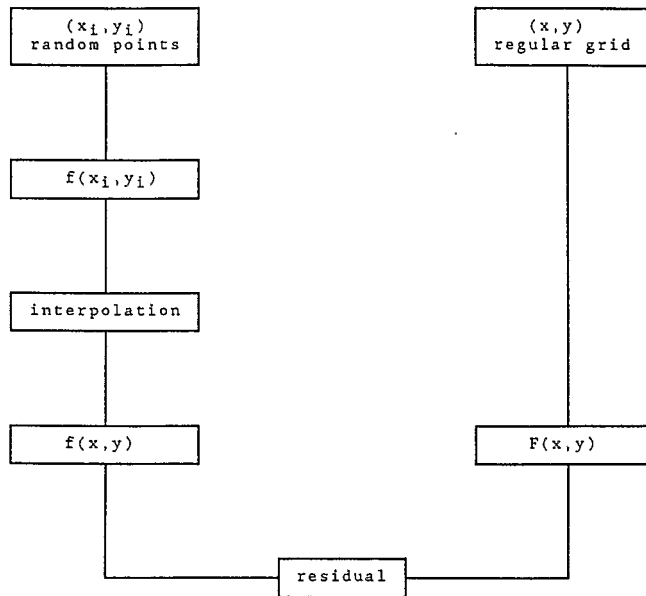 (xi,yi)
random points
(x,y)
regular grid
f(xi,yi)
interpolation
f(x,y)
F(x,y)
residual